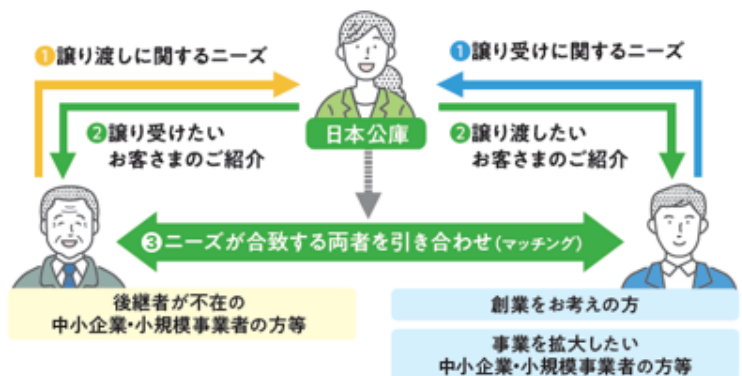 ❶譲り渡しに関するニーズ
❶譲り受けに関するニーズ
❷譲り受けたい
お客さまのご紹介
日本公庫
❷譲り渡したい
お客さまのご紹介
❸ニーズが合致する両者を引き合わせ(マッチング)
後継者が不在の
中小企業・小規模事業者の方等
創業をお考えの方
事業を拡大したい
中小企業・小規模事業者の方等